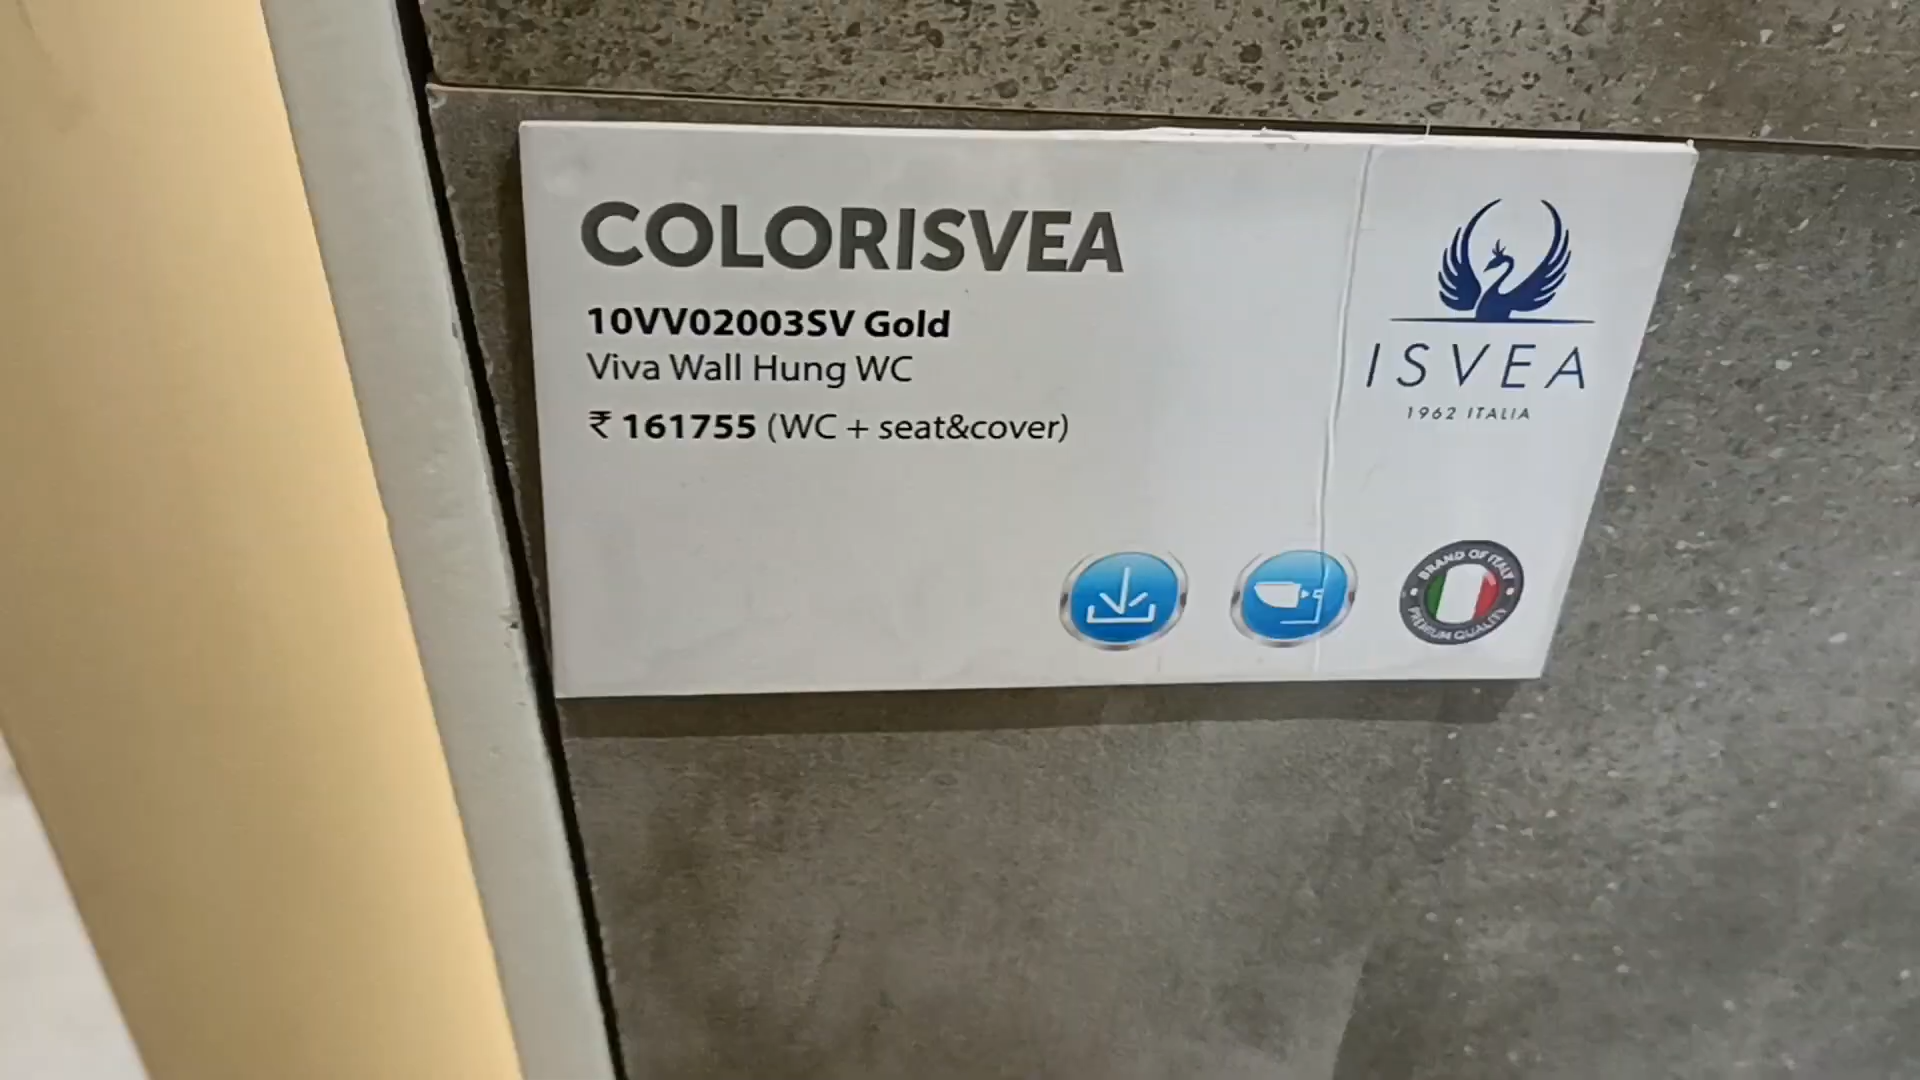 COLORISVEA
10VV02003SV Gold
Viva Wall Hung WC
₹ 161755 (WC + seat&cover)
ISVEA
1962 ITALIA
BRAND OF ITALY
PREMIUM QUALITY